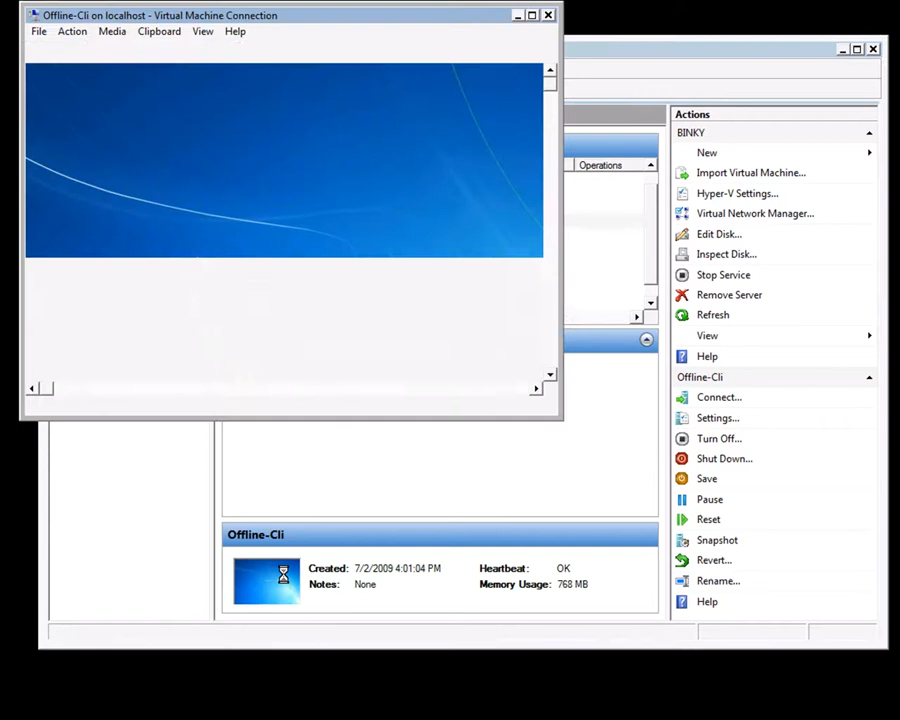 Offline-Cli on localhost - Virtual Machine Connection
File Action Media Clipboard View Help
Operations
Actions
BINKY
New
Import Virtual Machine...
Hyper-V Settings...
Virtual Network Manager...
Edit Disk...
Inspect Disk...
Stop Service
Remove Server
Refresh
View
Help
Offline-Cli
Connect...
Settings...
Turn Off...
Shut Down...
Save
Pause
Reset
Snapshot
Revert...
Rename...
Help
Offline-Cli
Created: 7/2/2009 4:01:04 PM Heartbeat: OK
Notes: None Memory Usage: 768 MB